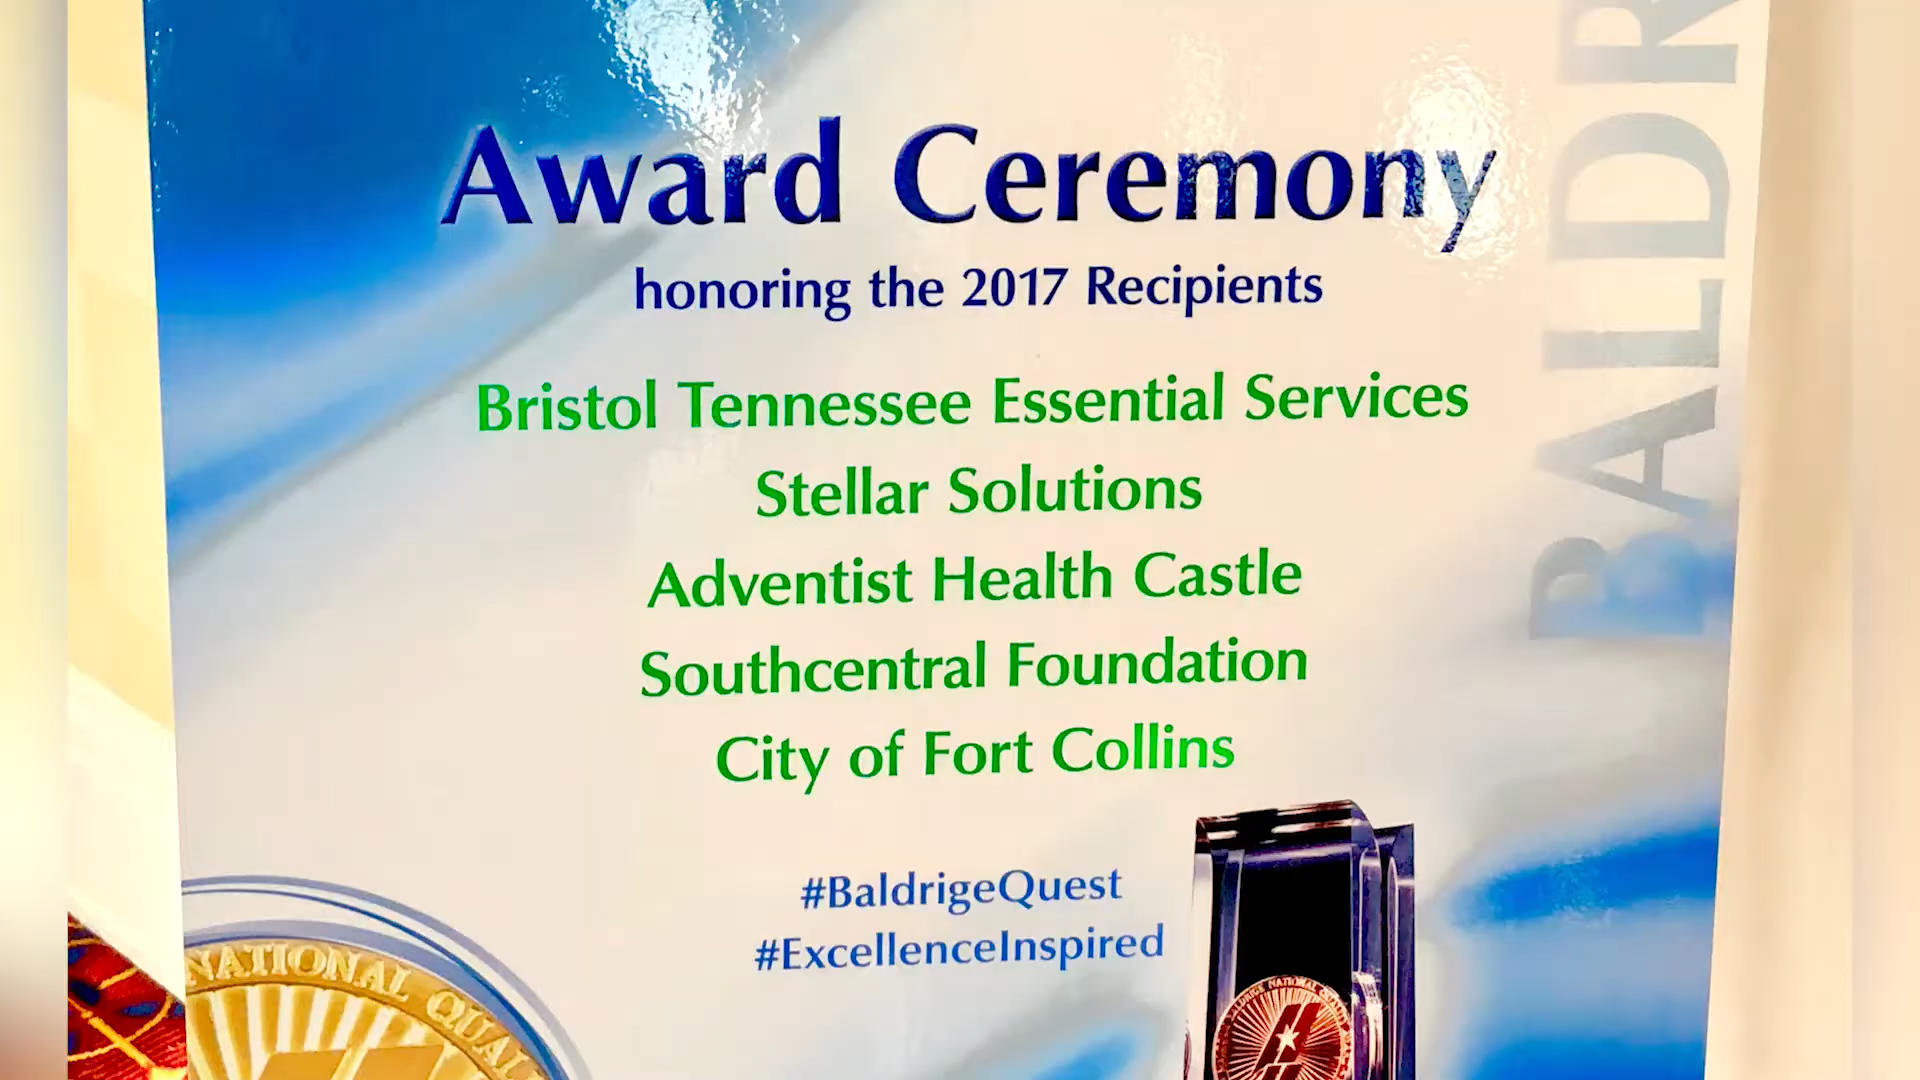 Award Ceremony
honoring the 2017 Recipients
Bristol Tennessee Essential Services
Stellar Solutions
Adventist Health Castle
Southcentral Foundation
City of Fort Collins
#BaldrigeQuest
#ExcellenceInspired
BALDR
NATIONAL QUAL
NATIONAL